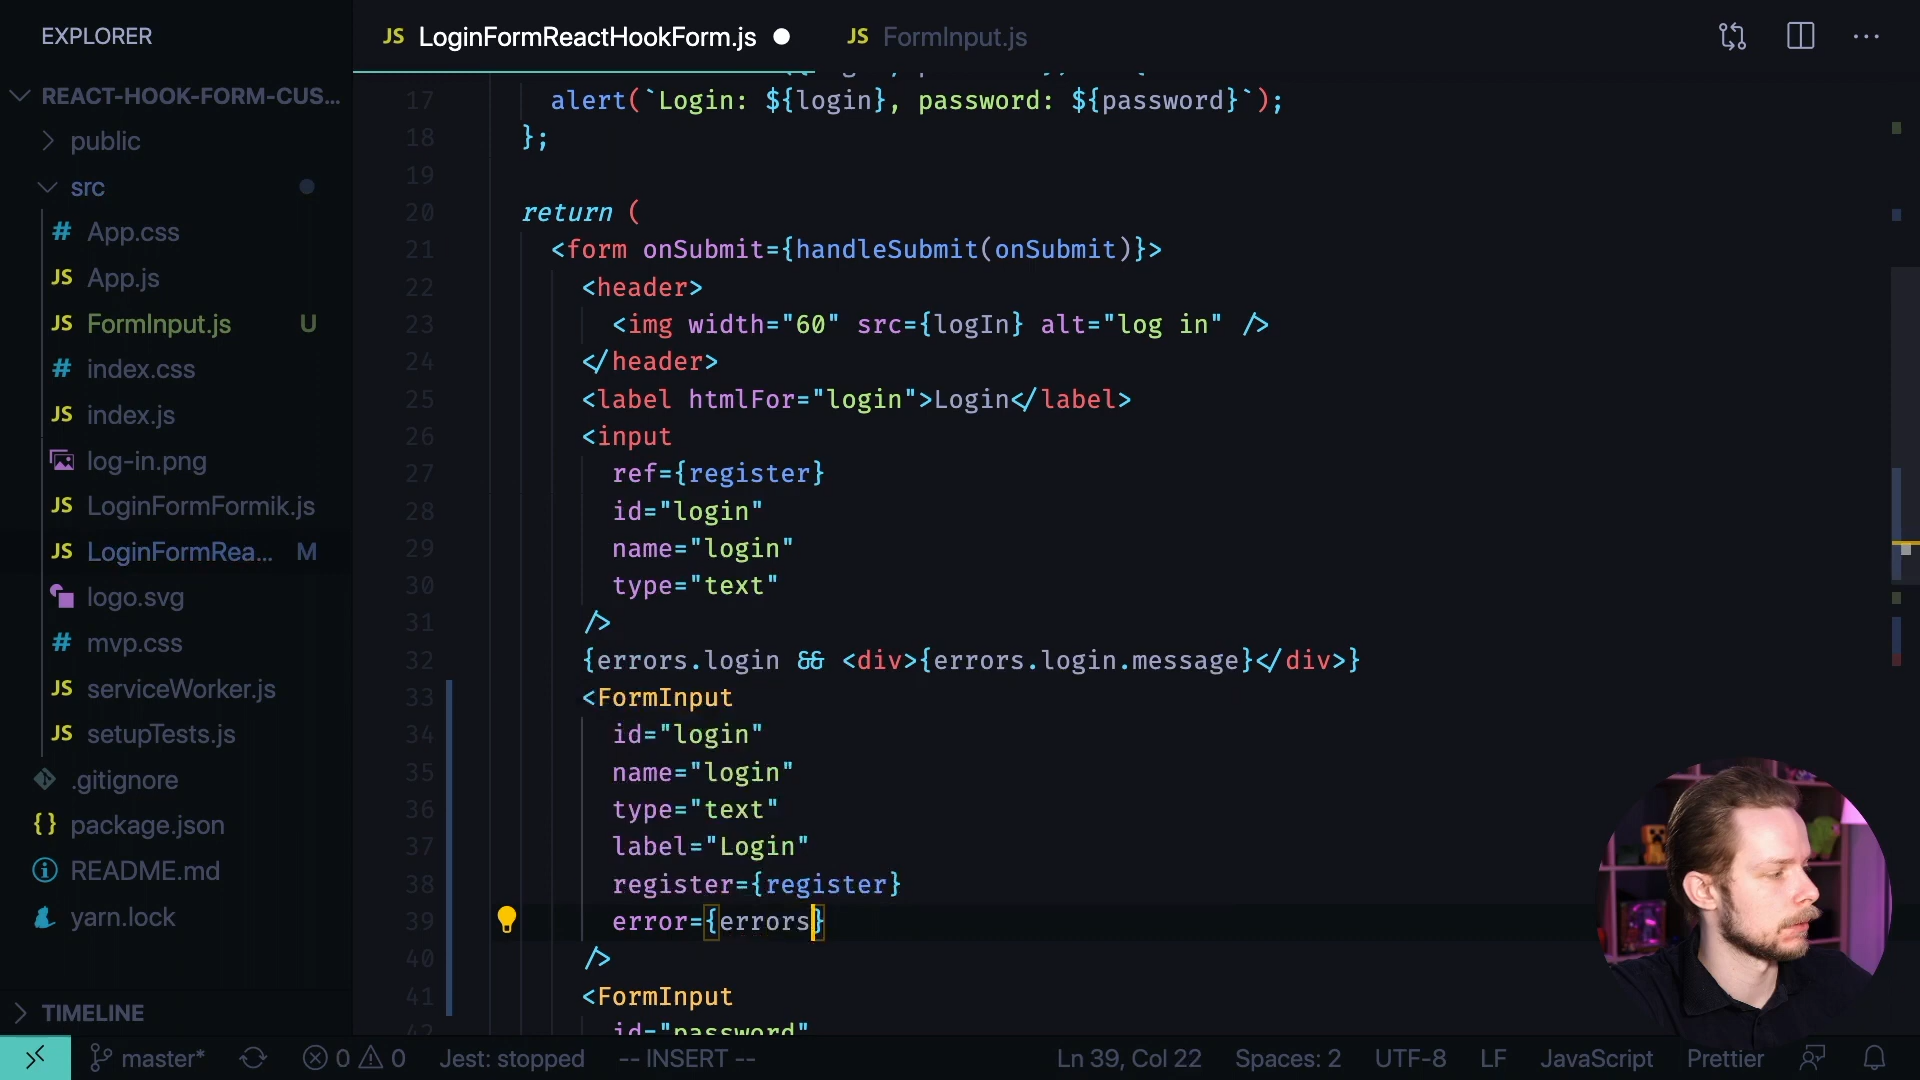 EXPLORER
JS LoginFormReactHookForm.js
JS FormInput.js
REACT-HOOK-FORM-CUS...
public
src
# App.css
JS App.js
JS FormInput.js U
# index.css
JS index.js
log-in.png
JS LoginFormFormik.js
JS LoginFormRea... M
logo.svg
# mvp.css
JS serviceWorker.js
JS setupTests.js
.gitignore
{} package.json
README.md
yarn.lock
TIMELINE
17 alert(`Login: ${login}, password: ${password}`);
18 };
19
20 return (
21 <form onSubmit={handleSubmit(onSubmit)}>
22 <header>
23 <img width="60" src={logIn} alt="log in" />
24 </header>
25 <label htmlFor="login">Login</label>
26 <input
27 ref={register}
28 id="login"
29 name="login"
30 type="text"
31 />
32 {errors.login && <div>{errors.login.message}</div>}
33 <FormInput
34 id="login"
35 name="login"
36 type="text"
37 label="Login"
38 register={register}
39 error={errors}
40 />
41 <FormInput
42 id="password"
master* 0 0 Jest: stopped -- INSERT -- Ln 39, Col 22 Spaces: 2 UTF-8 LF JavaScript Prettier